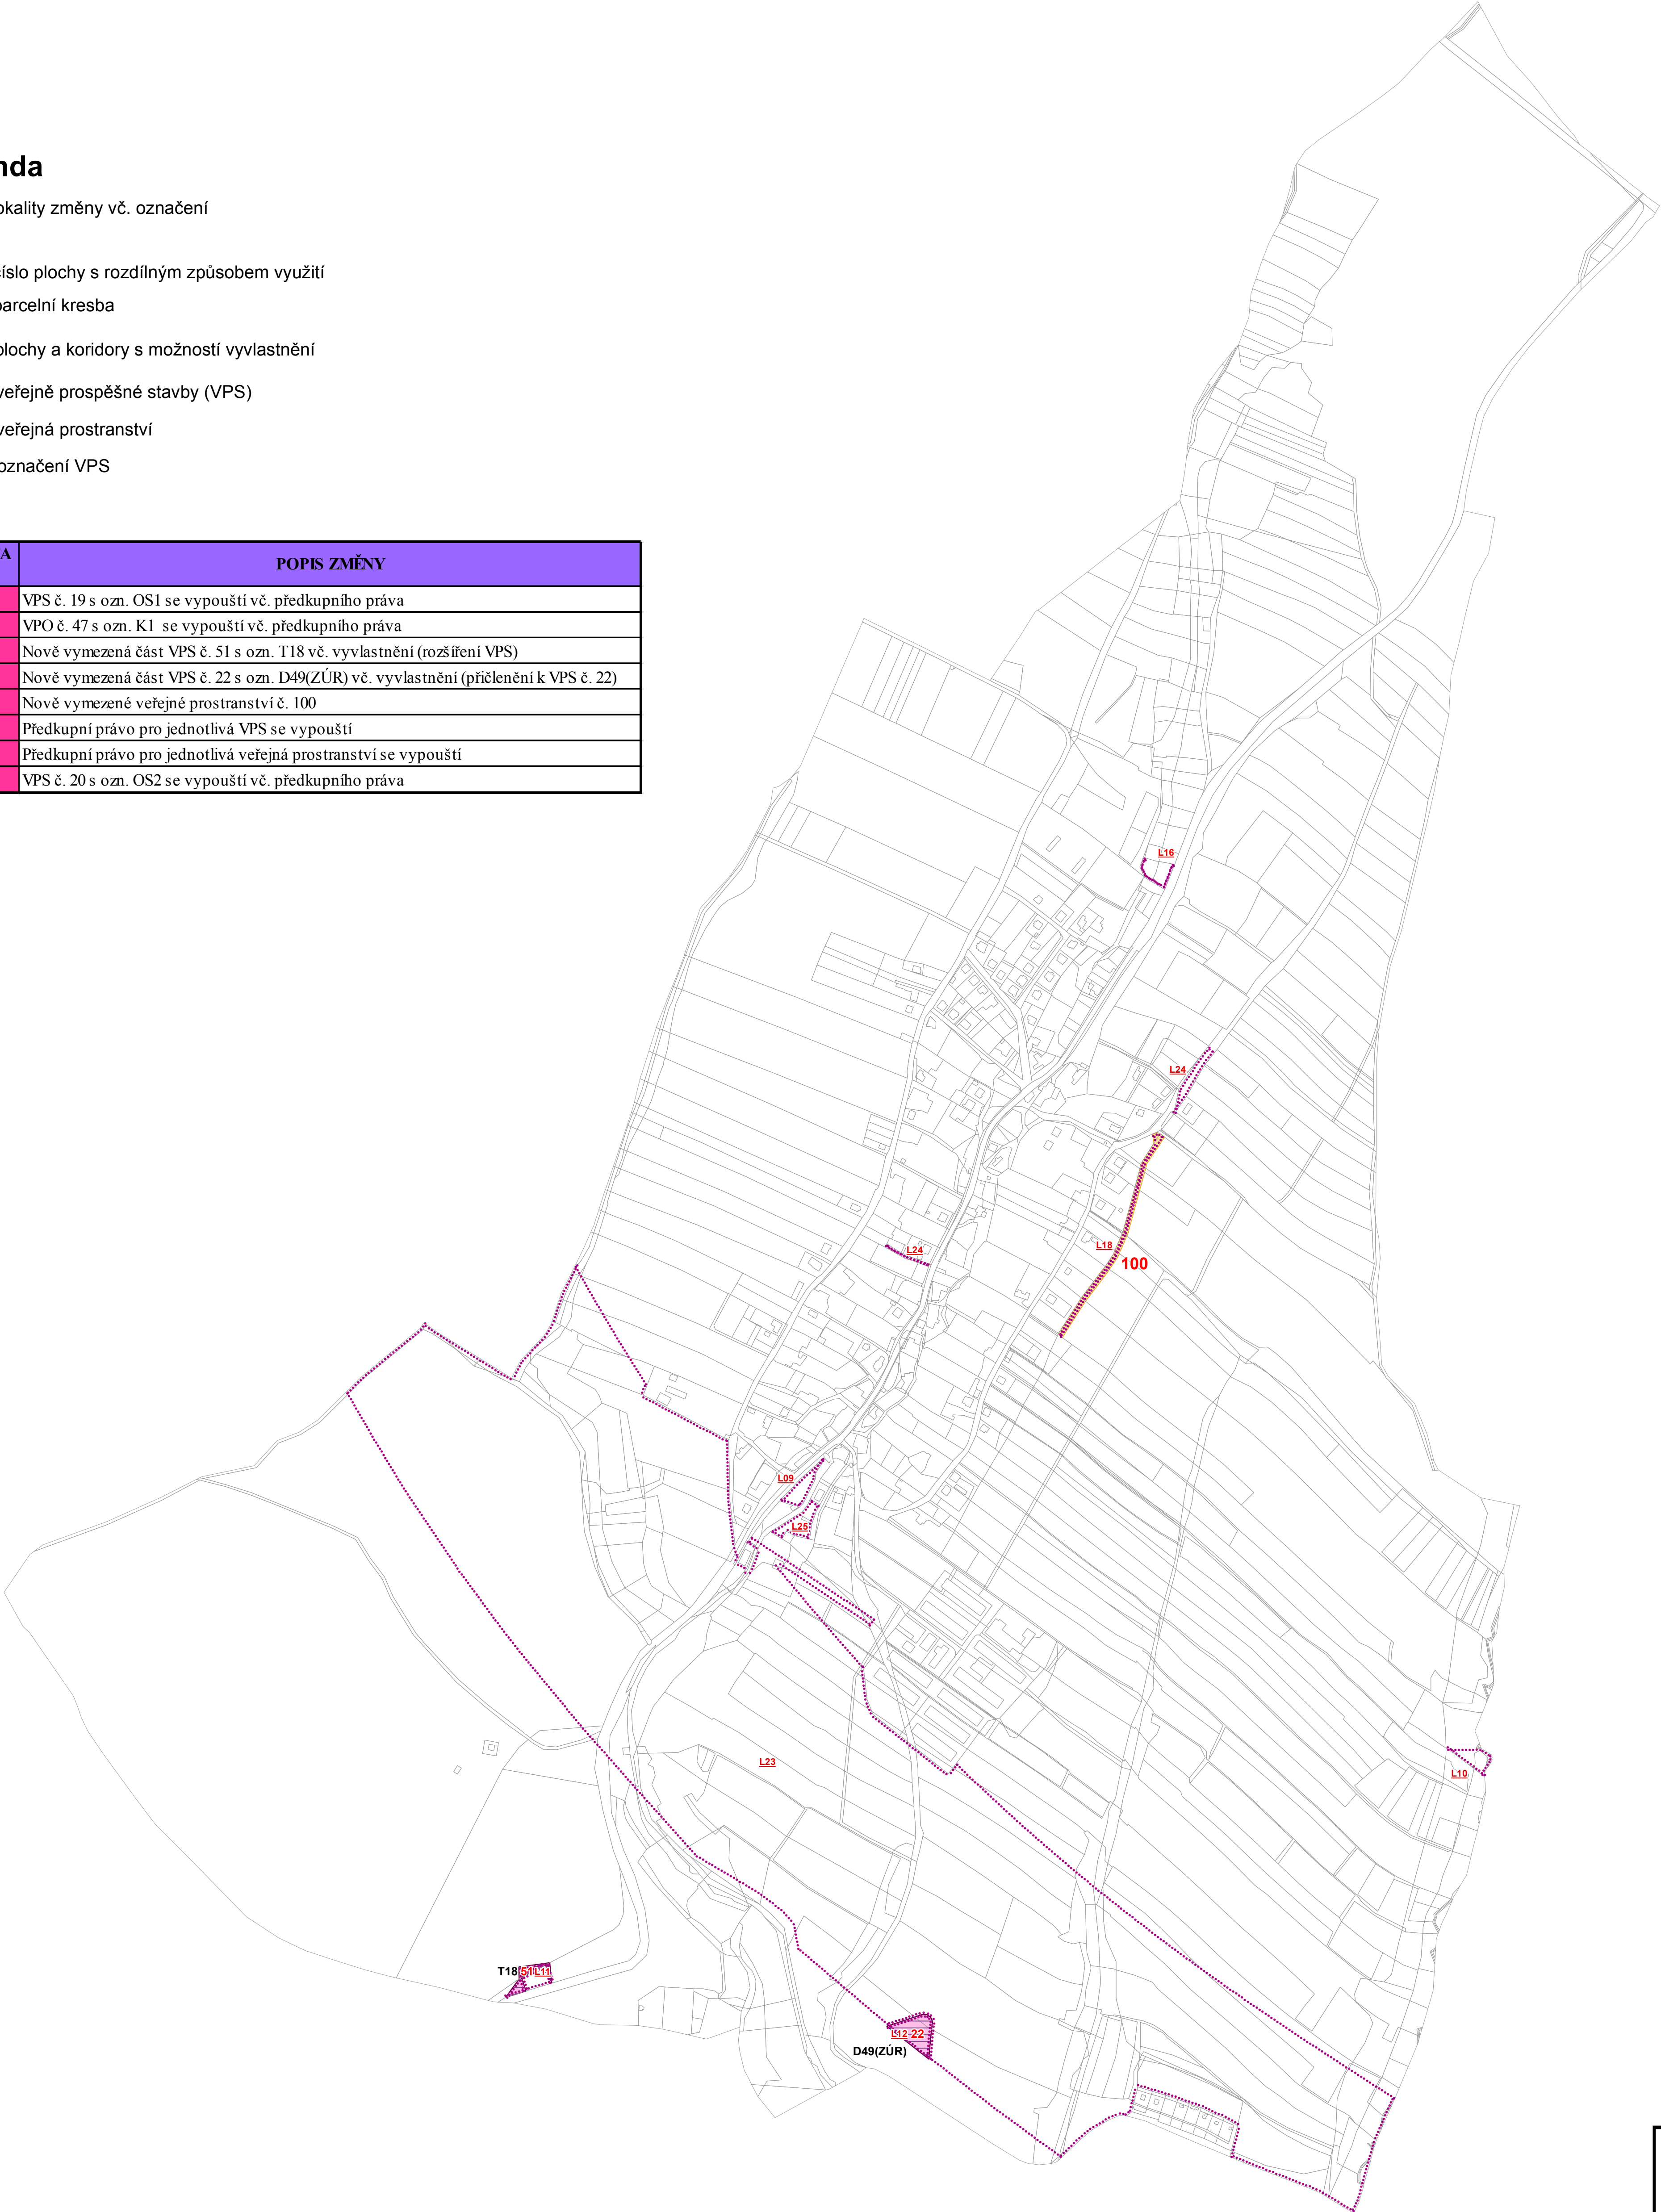 nda
okality změny vč. označení
číslo plochy s rozdílným způsobem využití
parcelní kresba
plochy a koridory s možností vyvlastnění
veřejně prospěšné stavby (VPS)
veřejná prostranství
označení VPS
A POPIS ZMĚNY
VPS č. 19 s ozn. OS1 se vypouští vč. předkupního práva
VPO č. 47 s ozn. K1 se vypouští vč. předkupního práva
Nově vymezená část VPS č. 51 s ozn. T18 vč. vyvlastnění (rozšíření VPS)
Nově vymezená část VPS č. 22 s ozn. D49(ZÚR) vč. vyvlastnění (přičlenění k VPS č. 22)
Nově vymezené veřejné prostranství č. 100
Předkupní právo pro jednotlivá VPS se vypouští
Předkupní právo pro jednotlivá veřejná prostranství se vypouští
VPS č. 20 s ozn. OS2 se vypouští vč. předkupního práva
L16
L24
L18
100
L24
L09
L25
L23
L10
T18 51 L11
L12 22
D49(ZÚR)